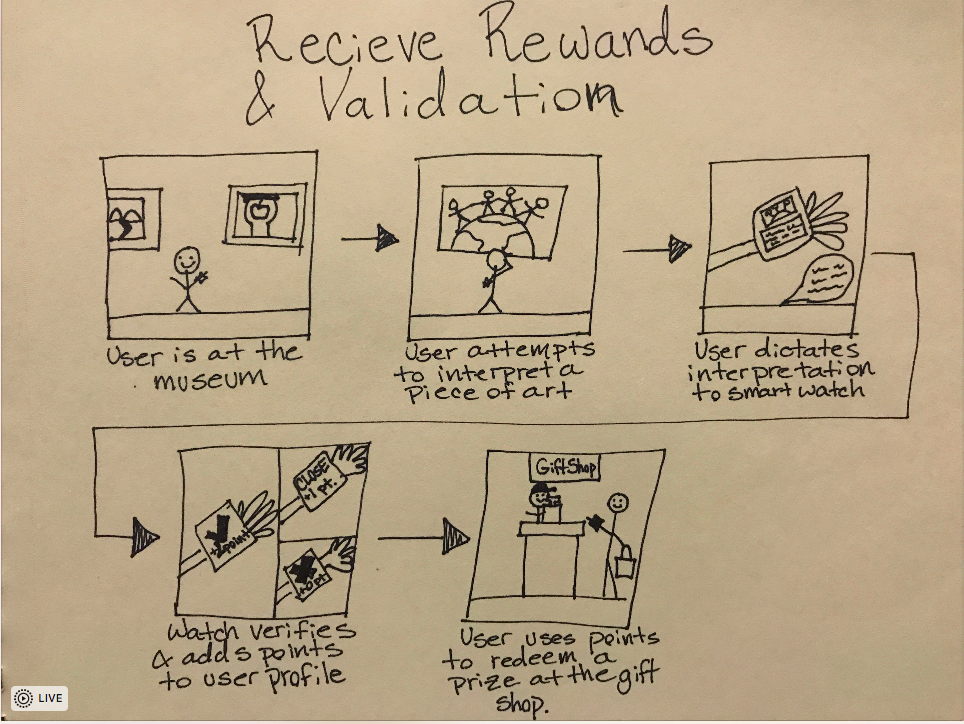 Recieve Rewards
& Validation
User is at the
museum
User attempts
to interpret a
piece of art
User dictates
interpretation
to smart watch
+2 point
CLOSE
+1 pt.
+0 pt
Watch verifies
& adds points
to user profile
Gift Shop
User uses points
to redeem a
prize at the gift
shop.
LIVE